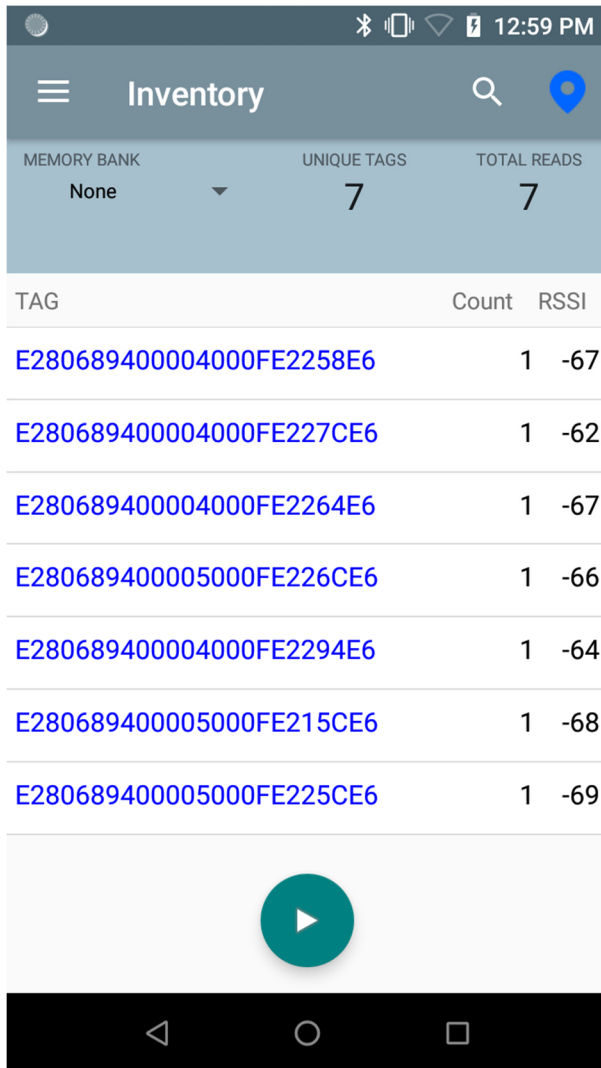 12:59 PM
Inventory
MEMORY BANK UNIQUE TAGS TOTAL READS
None 7 7
TAG Count RSSI
E280689400004000FE2258E6 1 -67
E280689400004000FE227CE6 1 -62
E280689400004000FE2264E6 1 -67
E280689400005000FE226CE6 1 -66
E280689400004000FE2294E6 1 -64
E280689400005000FE215CE6 1 -68
E280689400005000FE225CE6 1 -69